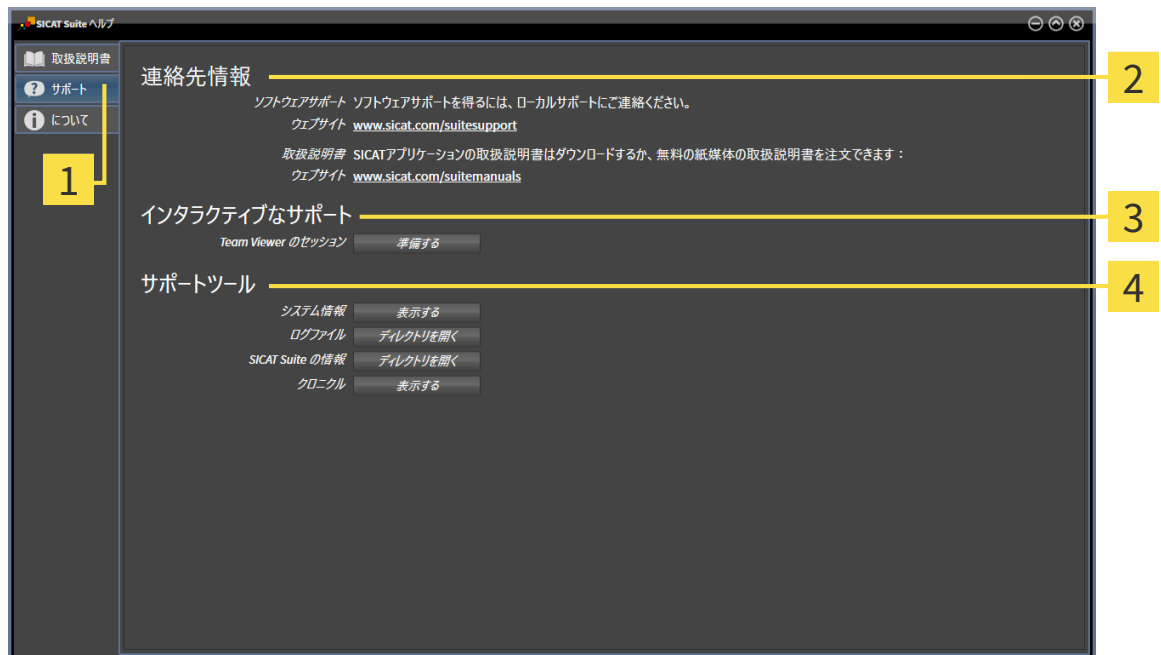 SICAT Suite ヘルプ
取扱説明書
サポート
について
1
連絡先情報
2
ソフトウェアサポート ソフトウェアサポートを得るには、ローカルサポートにご連絡ください。
ウェブサイト www.sicat.com/suitesupport
取扱説明書 SICATアプリケーションの取扱説明書はダウンロードするか、無料の紙媒体の取扱説明書を注文できます：
ウェブサイト www.sicat.com/suitemanuals
インタラクティブなサポート
3
Team Viewer のセッション 準備する
サポートツール
4
システム情報 表示する
ログファイル ディレクトリを開く
SICAT Suite の情報 ディレクトリを開く
クロニクル 表示する